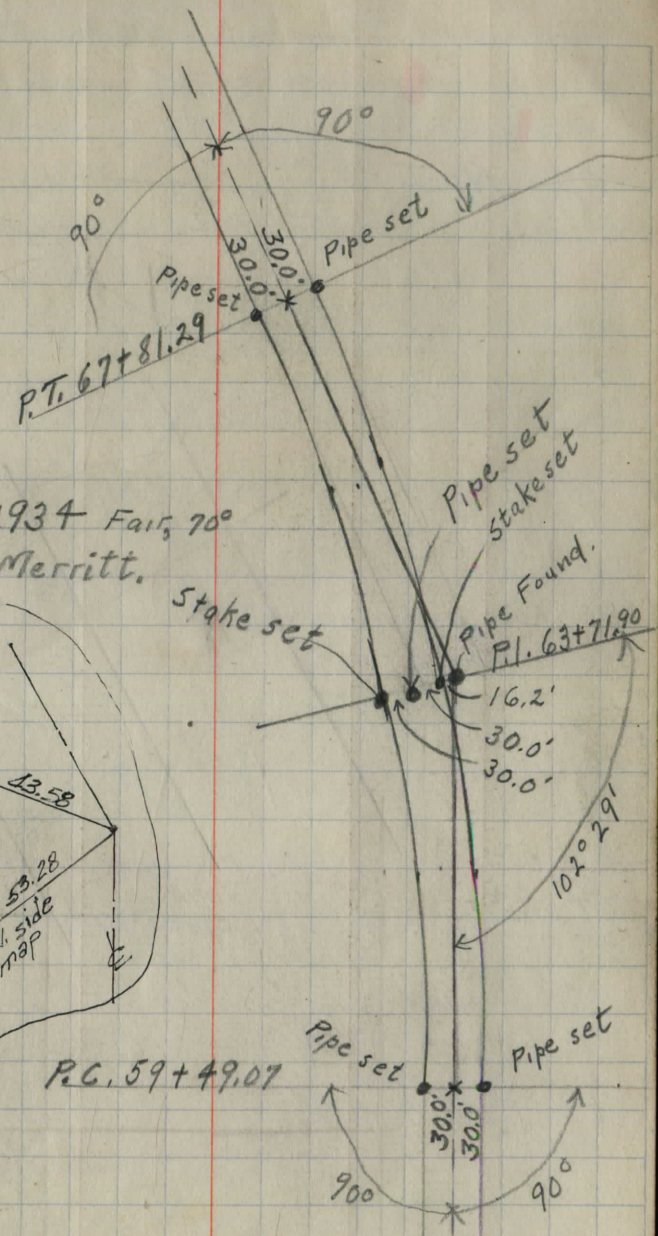 90°
90°
30.0'
30.0'
Pipe set
Pipe set
P.T. 67+81.29
Pipe set
Stake set
1934 Fair, 70°
Merritt.
Stake set
Pipe Found.
P.I. 63+71.90
16.2'
30.0'
30.0'
43.58
53.28
side
map
102° 29'
P.C. 59+49.07
Pipe set
Pipe set
30.0'
30.0'
90°
90°